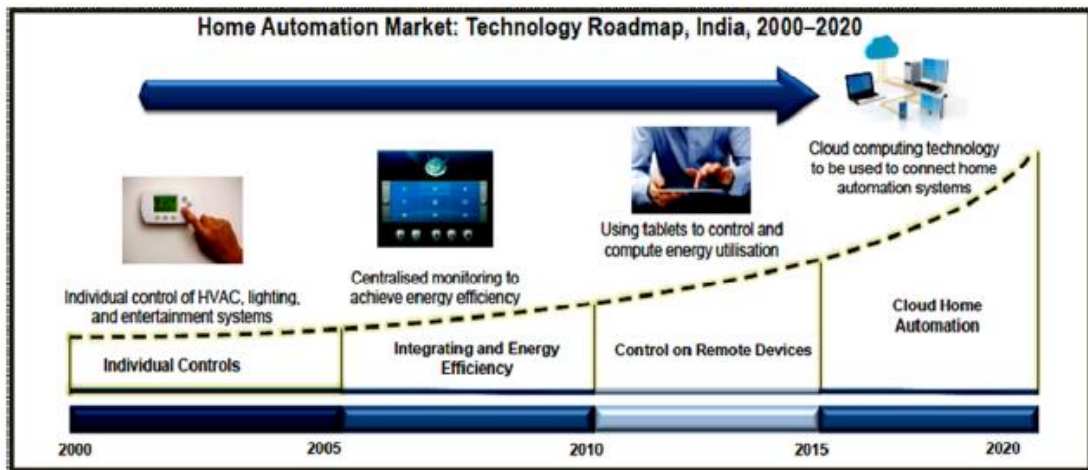 Home Automation Market: Technology Roadmap, India, 2000–2020
Cloud computing technology
to be used to connect home
automation systems
Using tablets to control and
compute energy utilisation
Centralised monitoring to
achieve energy efficiency
Individual control of HVAC, lighting,
and entertainment systems
Individual Controls
Integrating and Energy
Efficiency
Control on Remote Devices
Cloud Home
Automation
2000
2005
2010
2015
2020